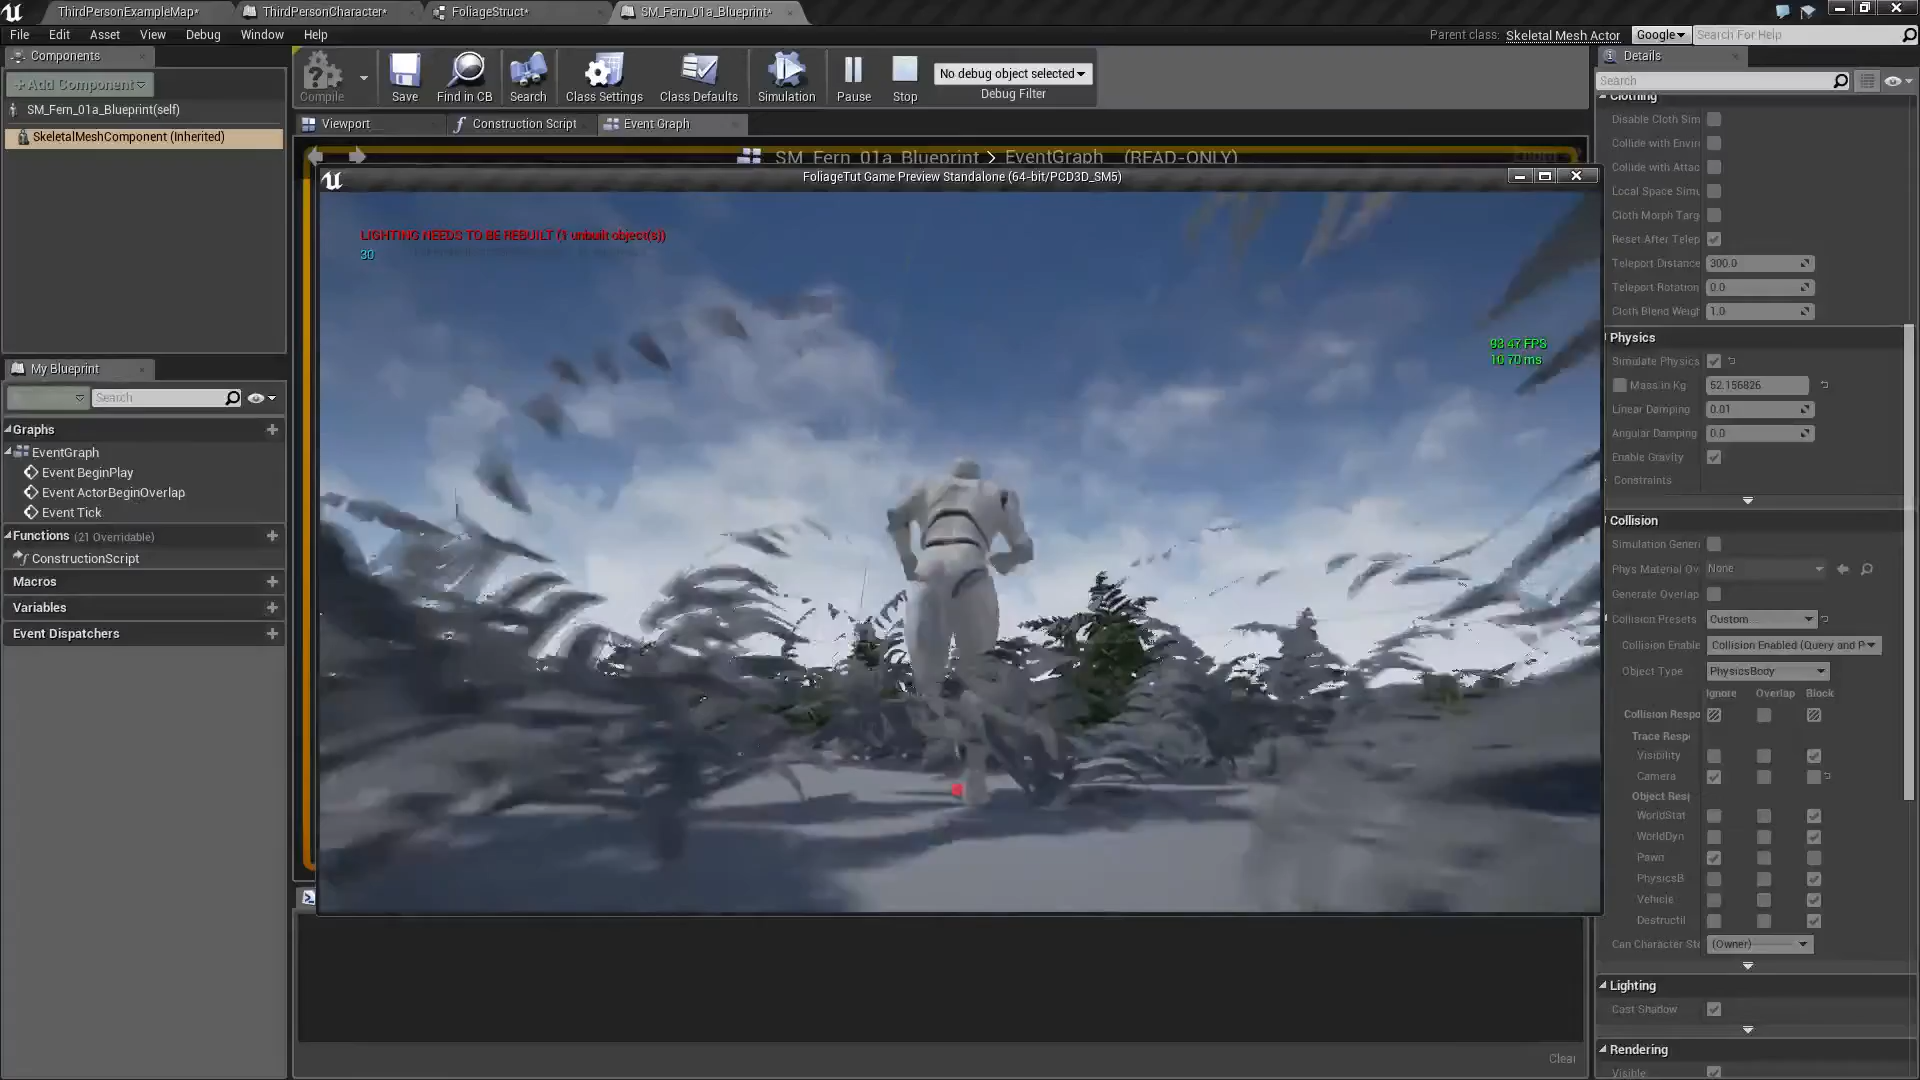 ThirdPersonExampleMap*
ThirdPersonCharacter*
FoliageStruct*
SM_Fern_01a_Blueprint*
File
Edit
Asset
View
Debug
Window
Help
Parent class: Skeletal Mesh Actor
Google
Search For Help
Components
+Add Component
SM_Fern_01a_Blueprint(self)
SkeletalMeshComponent (Inherited)
Compile
Save
Find in CB
Search
Class Settings
Class Defaults
Simulation
Pause
Stop
No debug object selected
Debug Filter
Viewport
Construction Script
Event Graph
SM_Fern_01a_Blueprint > EventGraph (READ-ONLY)
FoliageTut Game Preview Standalone (64-bit/PCD3D_SM5)
LIGHTING NEEDS TO BE REBUILT (1 unbuilt object(s))
30
93.47 FPS
10.70 ms
My Blueprint
Search
Graphs
EventGraph
Event BeginPlay
Event ActorBeginOverlap
Event Tick
Functions (21 Overridable)
ConstructionScript
Macros
Variables
Event Dispatchers
Clear
Details
Search
Clothing
Disable Cloth Sim
Collide with Envir
Collide with Attac
Local Space Simu
Cloth Morph Targ
Reset After Telep
Teleport Distance 300.0
Teleport Rotation 0.0
Cloth Blend Weigh 1.0
Physics
Simulate Physics
Mass in Kg 52.156826
Linear Damping 0.01
Angular Damping 0.0
Enable Gravity
Constraints
Collision
Simulation Generi
Phys Material Ov None
Generate Overlap
Collision Presets Custom...
Collision Enable Collision Enabled (Query and P
Object Type PhysicsBody
Ignore Overlap Block
Collision Respo
Trace Resp
Visibility
Camera
Object Resp
WorldStat
WorldDyn
Pawn
PhysicsB
Vehicle
Destructil
Can Character Ste (Owner)
Lighting
Cast Shadow
Rendering
Visible